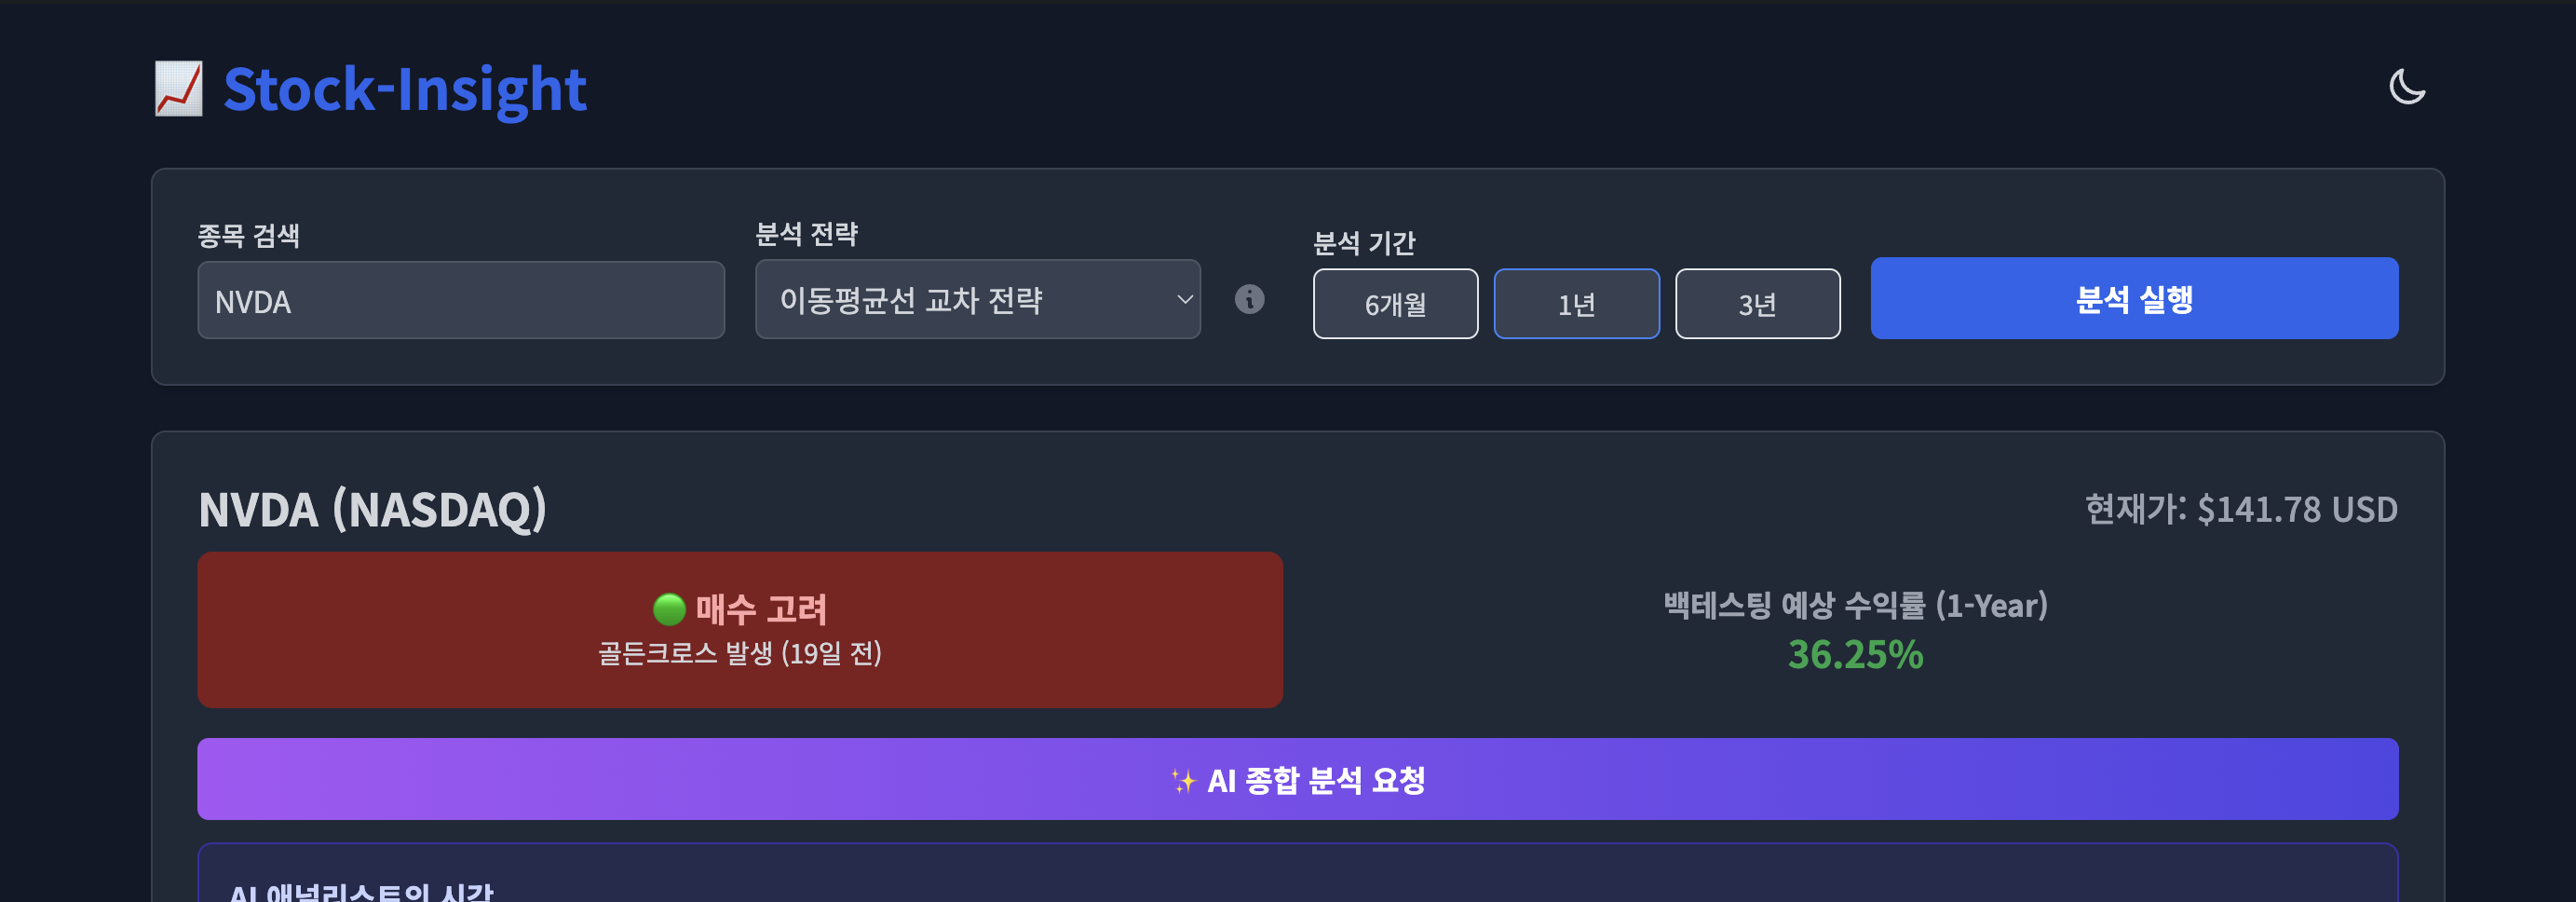 Stock-Insight
종목 검색
분석 전략
분석 기간
NVDA
이동평균선 교차 전략
6개월
1년
3년
분석 실행
NVDA (NASDAQ)
현재가: $141.78 USD
매수 고려
골든크로스 발생 (19일 전)
백테스팅 예상 수익률 (1-Year)
36.25%
✨ AI 종합 분석 요청
AI 애널리스트의 시각